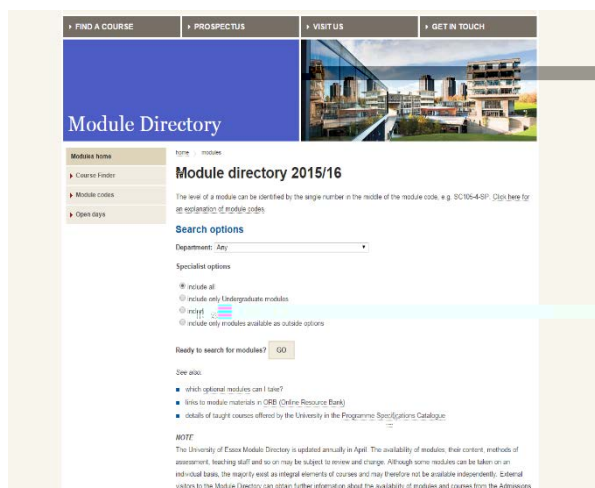 FIND A COURSE
PROSPECTUS
VISIT US
GET IN TOUCH
Module Directory
Modules home
Course Finder
Module codes
Open days
home modules
Module directory 2015/16
The level of a module can be identified by the single number in the middle of the module code, e.g. SC105-4-SP. Click here for
an explanation of module codes.
Search options
Department: Any
Specialist options
include all
include only Undergraduate modules
include only modules available as outside options
Ready to search for modules? GO
See also:
which optional modules can I take?
links to module materials in ORB (Online Resource Bank)
details of taught courses offered by the University in the Programme Specifications Catalogue
NOTE
The University of Essex Module Directory is updated annually in April. The availability of modules, their content, methods of
assessment, teaching staff and so on may be subject to review and change. Although some modules can be taken on an
individual basis, the majority exist as integral elements of courses and may therefore not be available independently. External
visitors to the Module Directory can obtain further information about the availability of modules and courses from the Admissions